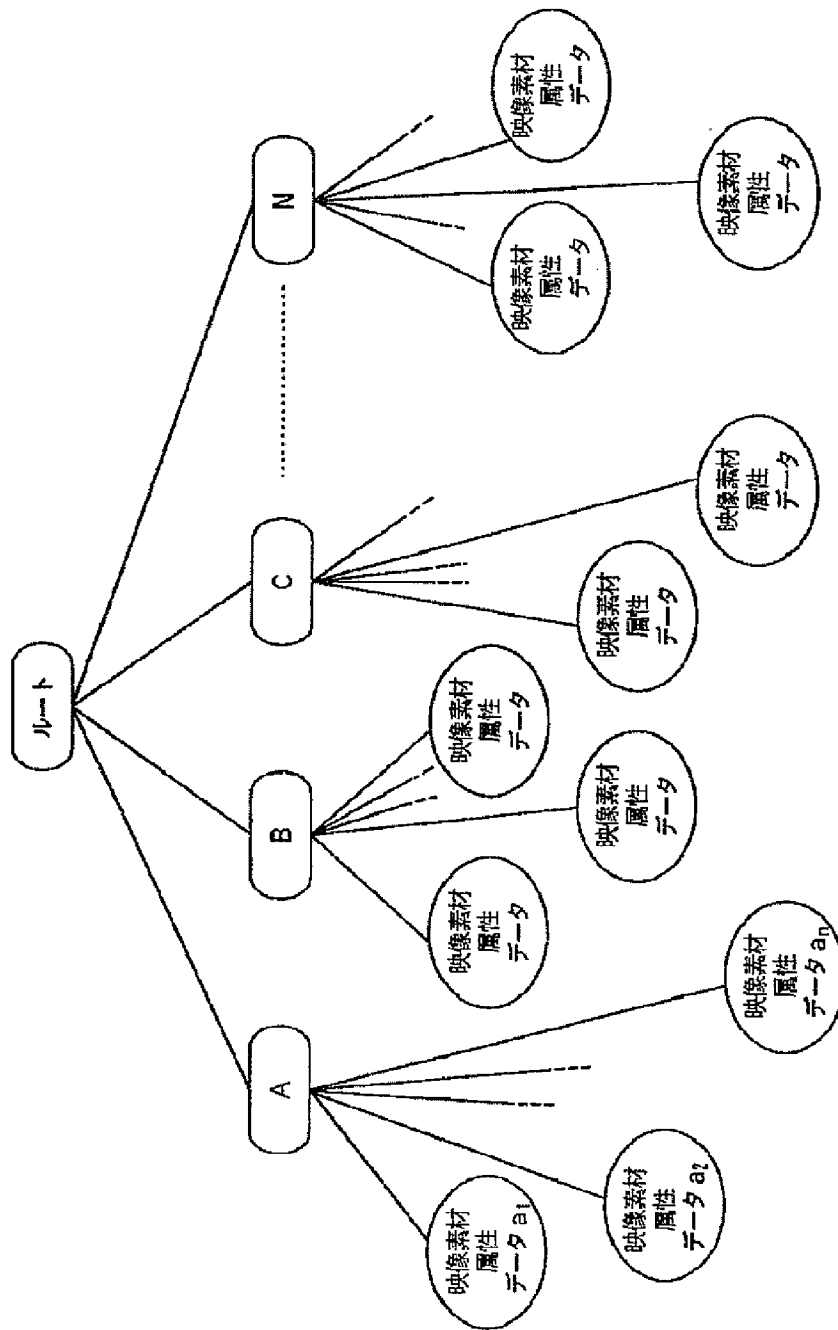 ルート
A
B
C
N
映像素材
属性
データ a₁
映像素材
属性
データ a₂
映像素材
属性
データ aₙ
映像素材
属性
データ
映像素材
属性
データ
映像素材
属性
データ
映像素材
属性
データ
映像素材
属性
データ
映像素材
属性
データ
映像素材
属性
データ
映像素材
属性
データ